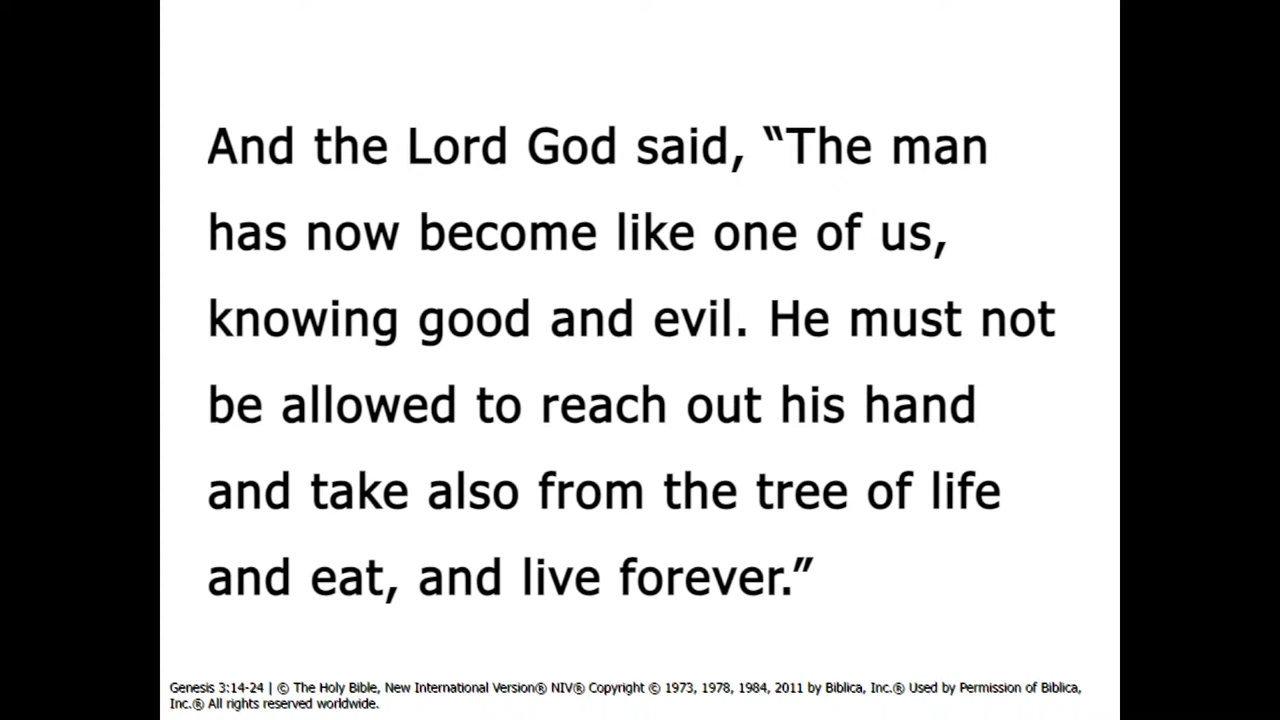 And the Lord God said, “The man
has now become like one of us,
knowing good and evil. He must not
be allowed to reach out his hand
and take also from the tree of life
and eat, and live forever.”
Genesis 3:14-24 | © The Holy Bible, New International Version® NIV® Copyright © 1973, 1978, 1984, 2011 by Biblica, Inc.® Used by Permission of Biblica,
Inc.® All rights reserved worldwide.